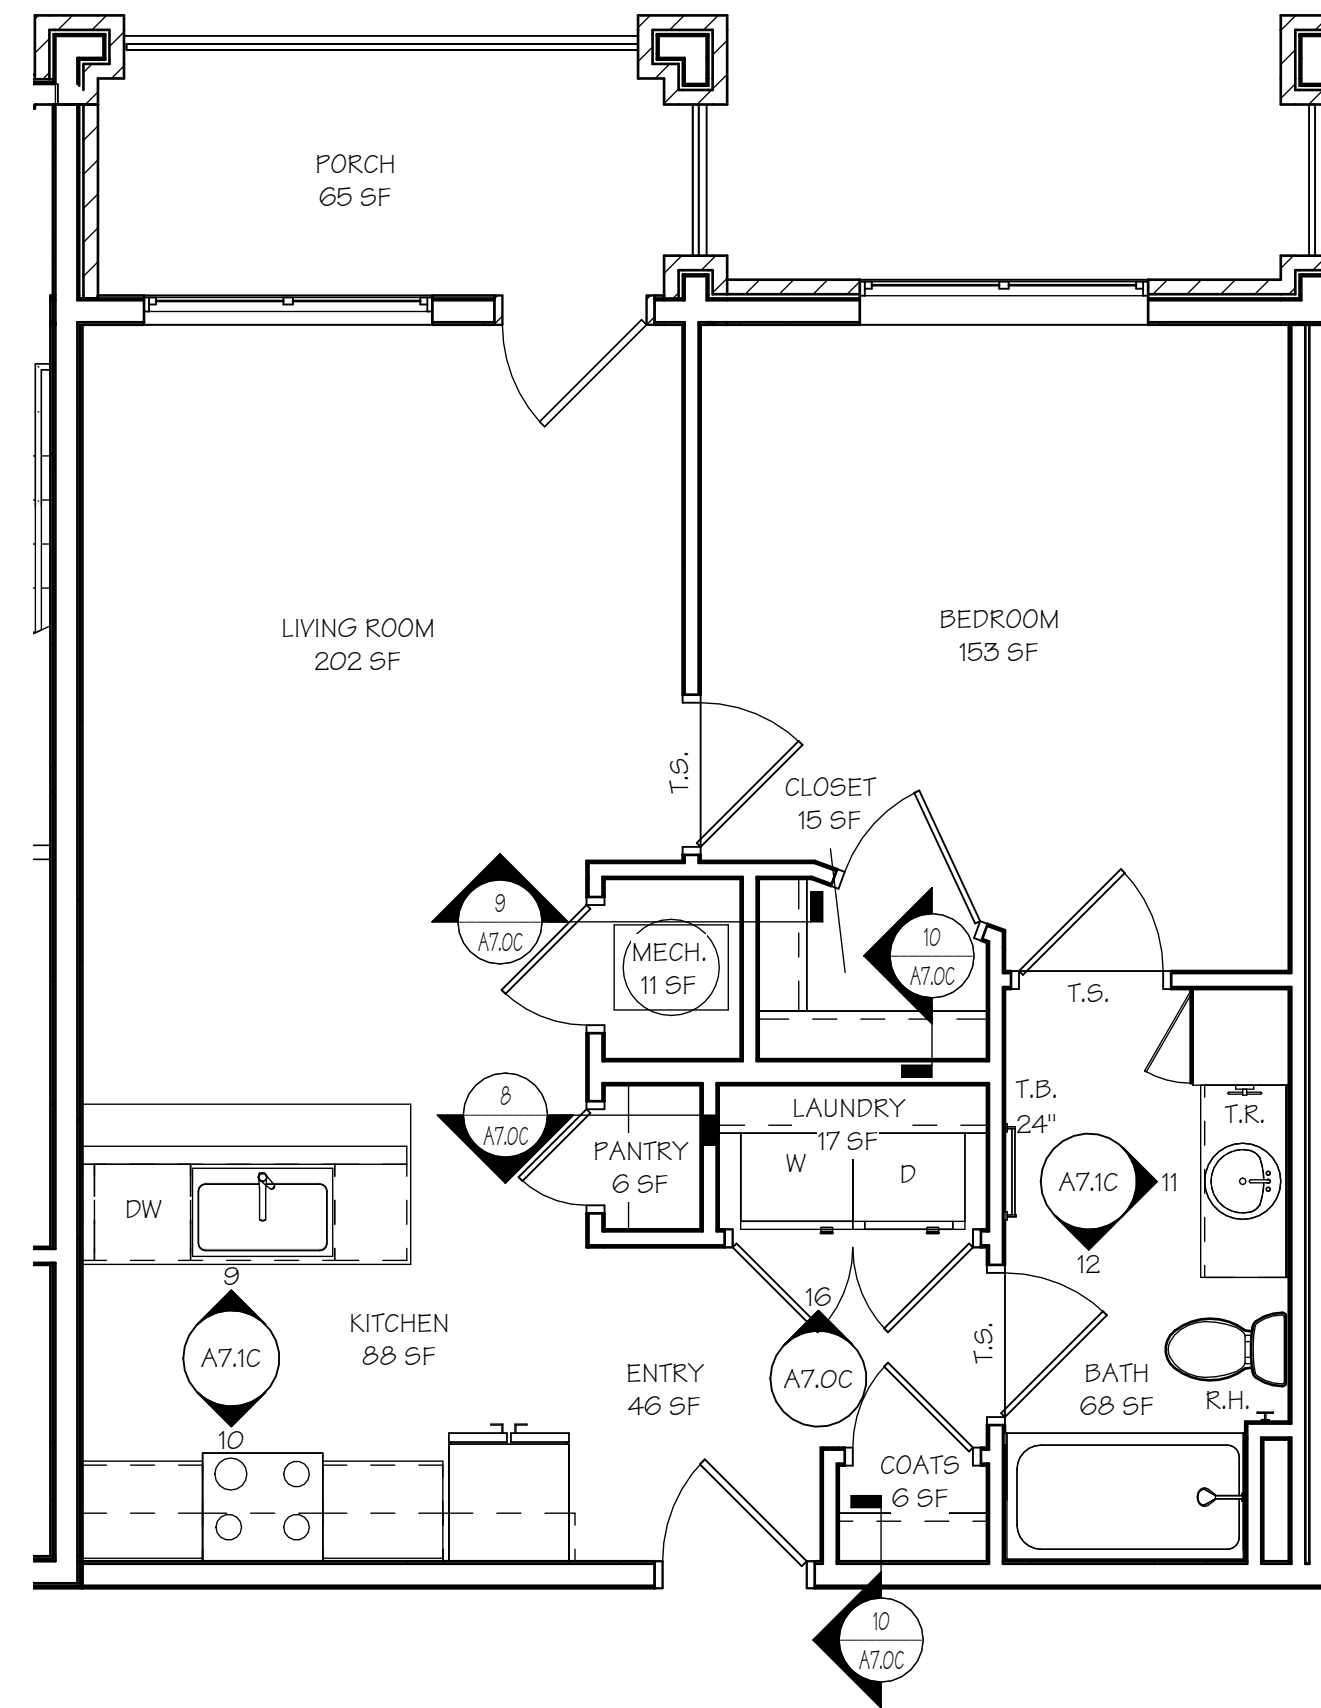 PORCH
65 SF
LIVING ROOM
202 SF
BEDROOM
153 SF
T.S.
CLOSET
15 SF
9
A7.0C
MECH.
11 SF
10
A7.0C
T.S.
8
A7.0C
PANTRY
6 SF
LAUNDRY
17 SF
W
D
T.B.
24"
T.R.
A7.1C
11
12
DW
9
A7.1C
10
KITCHEN
88 SF
ENTRY
46 SF
16
A7.0C
T.S.
BATH
68 SF
R.H.
COATS
6 SF
10
A7.0C